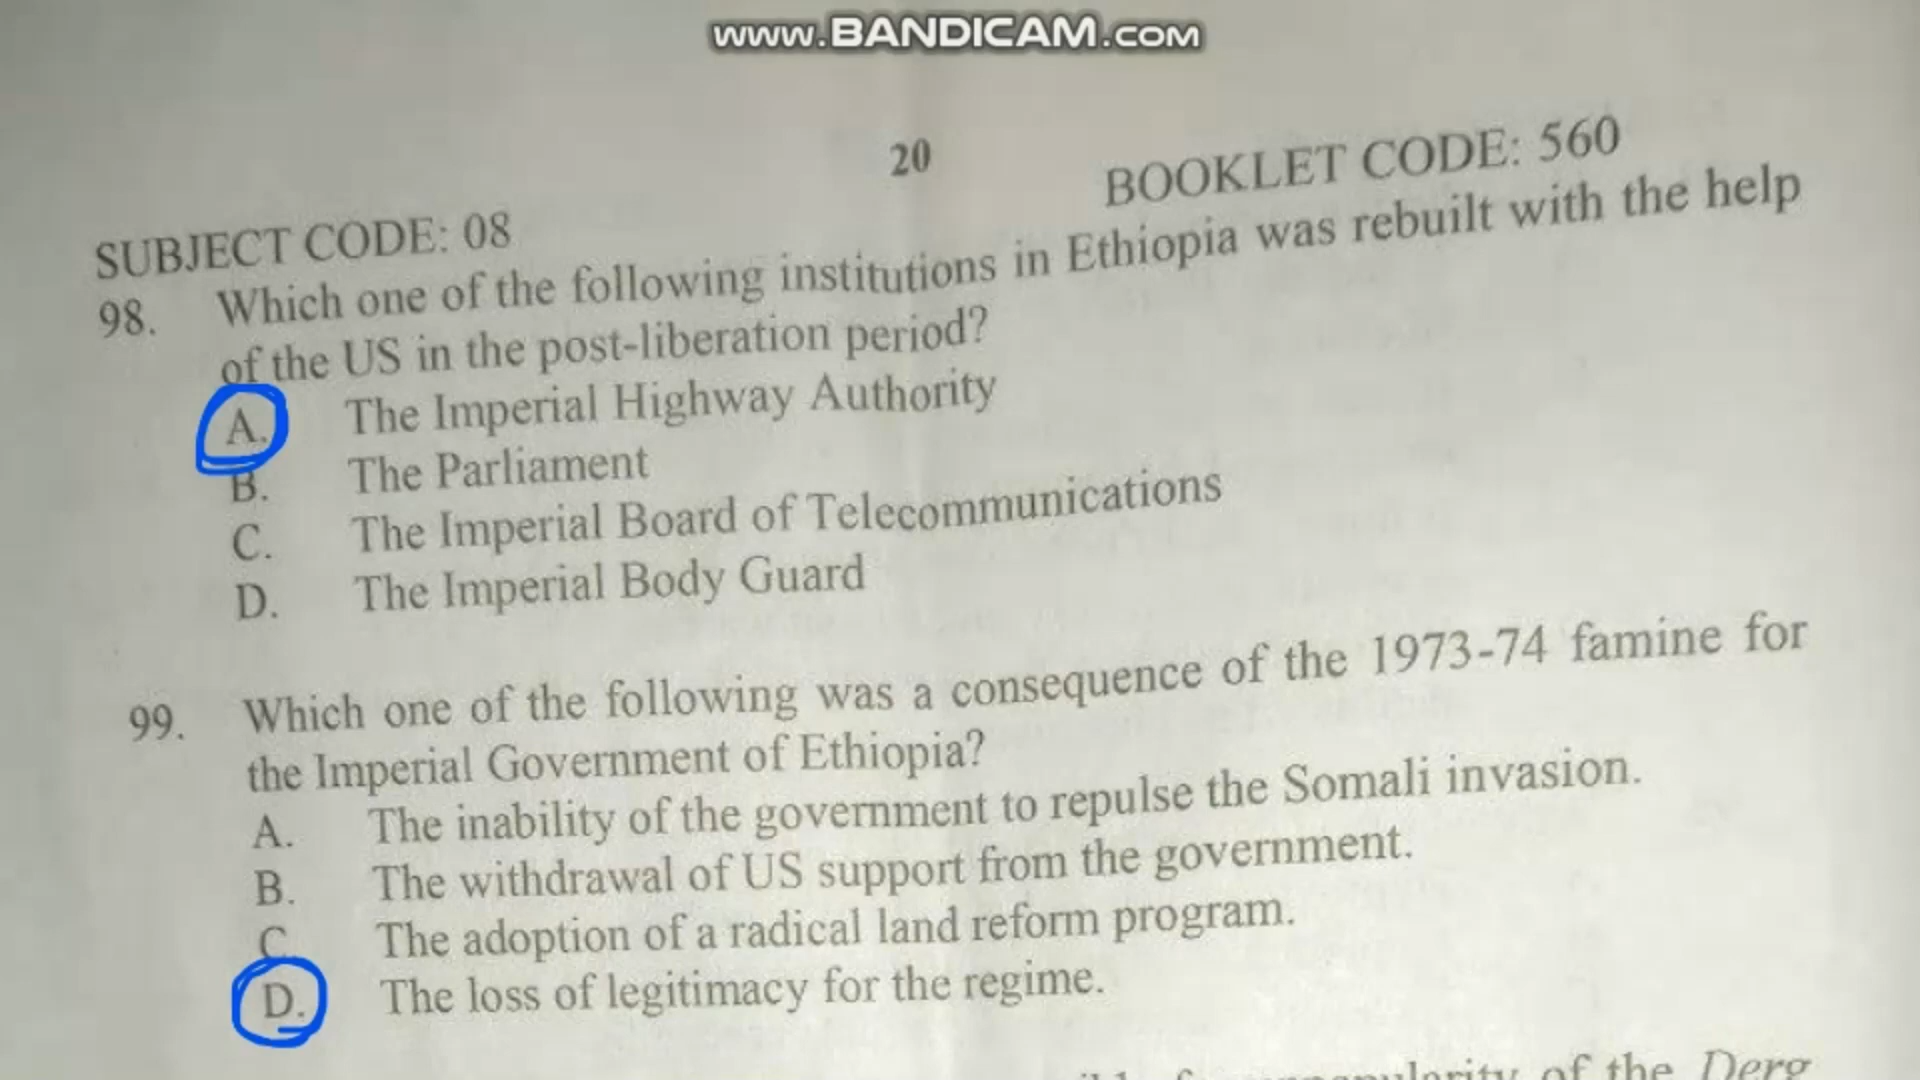 www.BANDICAM.COM
20
BOOKLET CODE: 560
SUBJECT CODE: 08
98. Which one of the following institutions in Ethiopia was rebuilt with the help
of the US in the post-liberation period?
A. The Imperial Highway Authority
B. The Parliament
C. The Imperial Board of Telecommunications
D. The Imperial Body Guard
99. Which one of the following was a consequence of the 1973-74 famine for
the Imperial Government of Ethiopia?
A. The inability of the government to repulse the Somali invasion.
B. The withdrawal of US support from the government.
C. The adoption of a radical land reform program.
D. The loss of legitimacy for the regime.
of the Derg